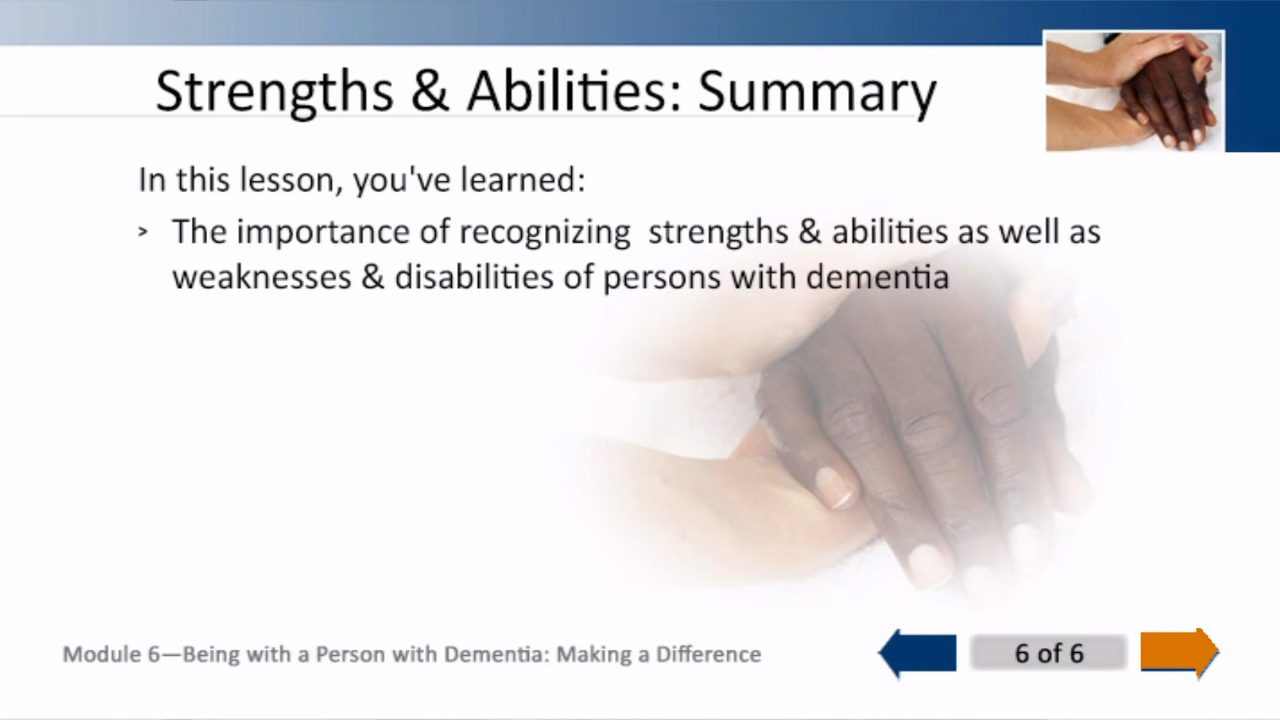 Strengths & Abilities: Summary
In this lesson, you've learned:
> The importance of recognizing  strengths & abilities as well as
weaknesses & disabilities of persons with dementia
Module 6—Being with a Person with Dementia: Making a Difference
6 of 6